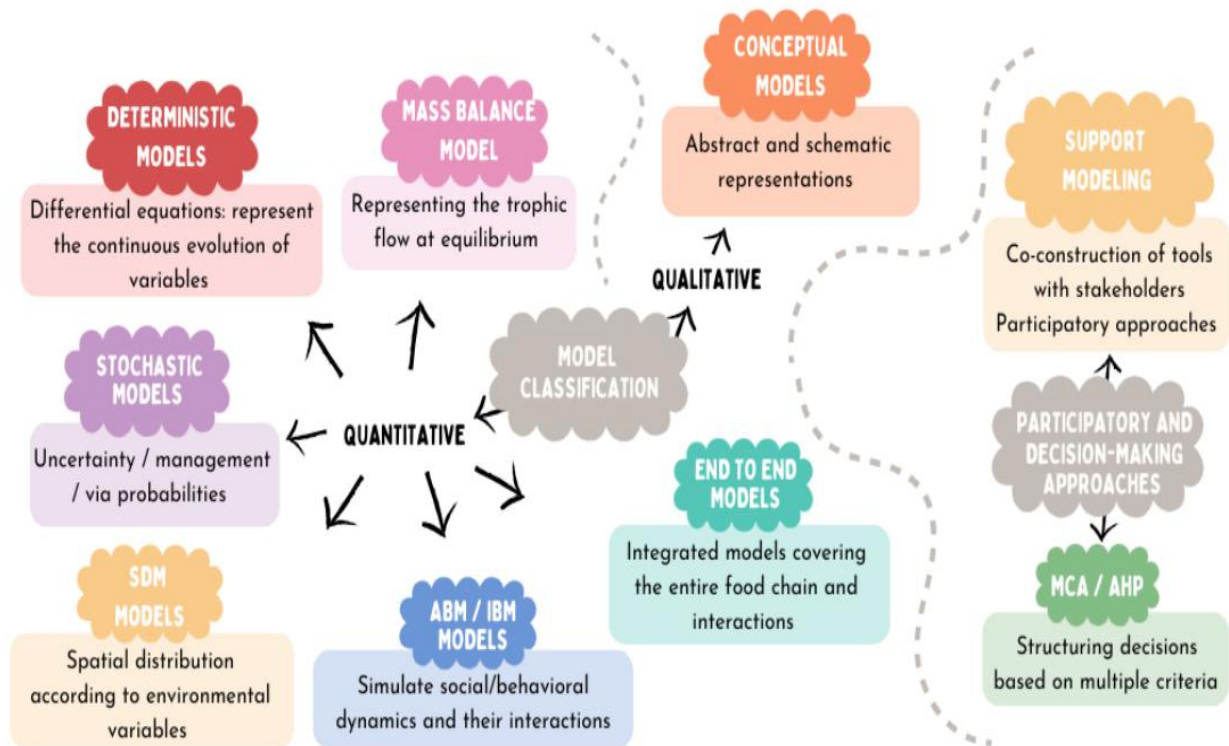 DETERMINISTIC
MODELS
Differential equations: represent
the continuous evolution of
variables
MASS BALANCE
MODEL
Representing the trophic
flow at equilibrium
CONCEPTUAL
MODELS
Abstract and schematic
representations
QUALITATIVE
MODEL
CLASSIFICATION
QUANTITATIVE
STOCHASTIC
MODELS
Uncertainty / management
/ via probabilities
SDM
MODELS
Spatial distribution
according to environmental
variables
ABM / IBM
MODELS
Simulate social/behavioral
dynamics and their interactions
END TO END
MODELS
Integrated models covering
the entire food chain and
interactions
SUPPORT
MODELING
Co-construction of tools
with stakeholders
Participatory approaches
PARTICIPATORY AND
DECISION-MAKING
APPROACHES
MCA / AHP
Structuring decisions
based on multiple criteria